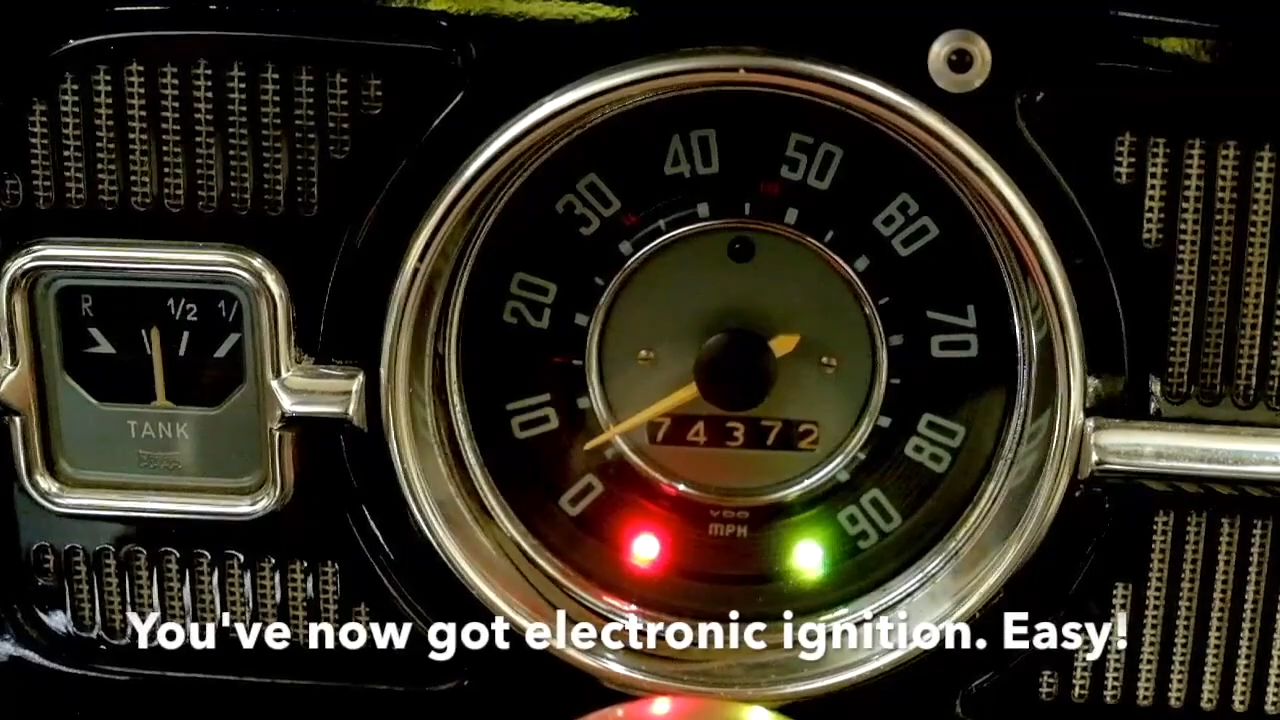 R 1/2 1/
TANK
0
10
20
30
40
50
60
70
80
90
74372
VDO
MPH
You've now got electronic ignition. Easy!